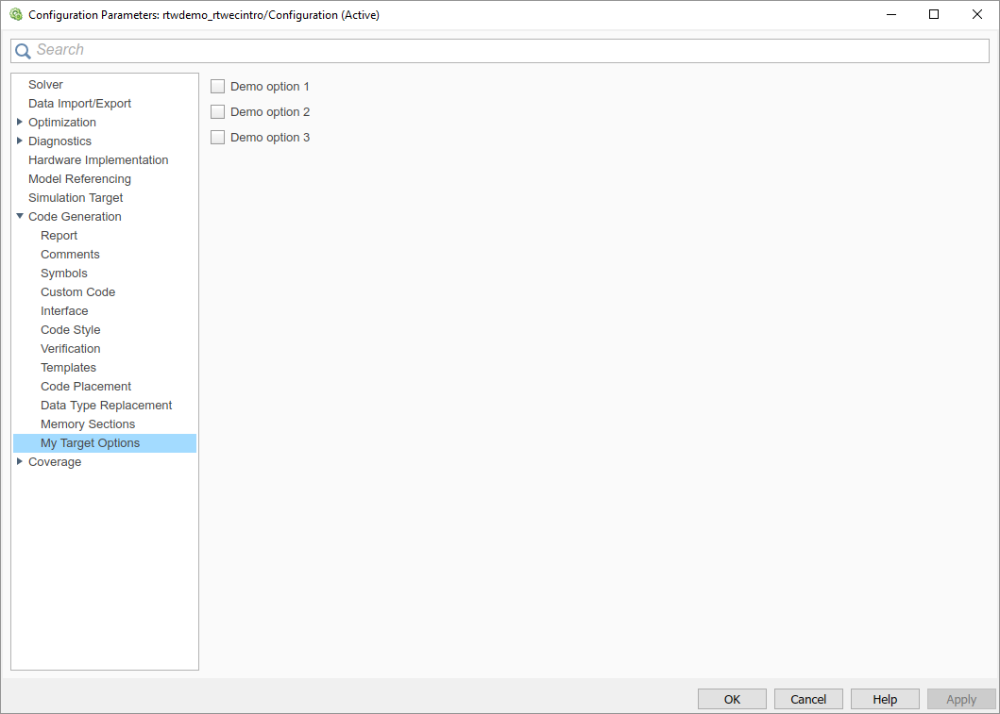 Configuration Parameters: rtwdemo_rtwecintro/Configuration (Active)
Search
Solver
Data Import/Export
Optimization
Diagnostics
Hardware Implementation
Model Referencing
Simulation Target
Code Generation
Report
Comments
Symbols
Custom Code
Interface
Code Style
Verification
Templates
Code Placement
Data Type Replacement
Memory Sections
My Target Options
Coverage
Demo option 1
Demo option 2
Demo option 3
OK Cancel Help Apply